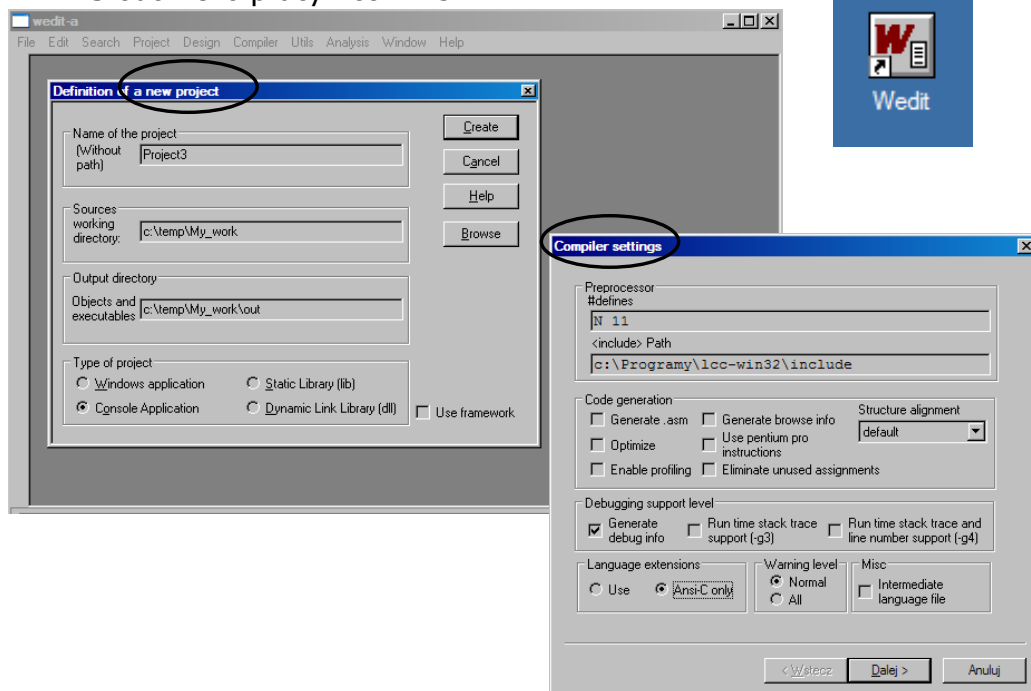 wedit-a
File Edit Search Project Design Compiler Utils Analysis Window Help
Definition of a new project
Name of the project
(Without path)
Project3
Sources
working directory:
c:\temp\My_work
Output directory
Objects and executables
c:\temp\My_work\out
Type of project
Windows application
Static Library (lib)
Console Application
Dynamic Link Library (dll)
Use framework
Create
Cancel
Help
Browse
W
Wedit
Compiler settings
Preprocessor
#defines
N 11
<include> Path
c:\Programy\lcc-win32\include
Code generation
Generate .asm
Generate browse info
Structure alignment
default
Optimize
Use pentium pro
instructions
Enable profiling
Eliminate unused assignments
Debugging support level
Generate
debug info
Run time stack trace
support (-g3)
Run time stack trace and
line number support (-g4)
Language extensions
Use
Ansi-C only
Warning level
Normal
All
Misc
Intermediate
language file
< Wstecz
Dalej >
Anuluj